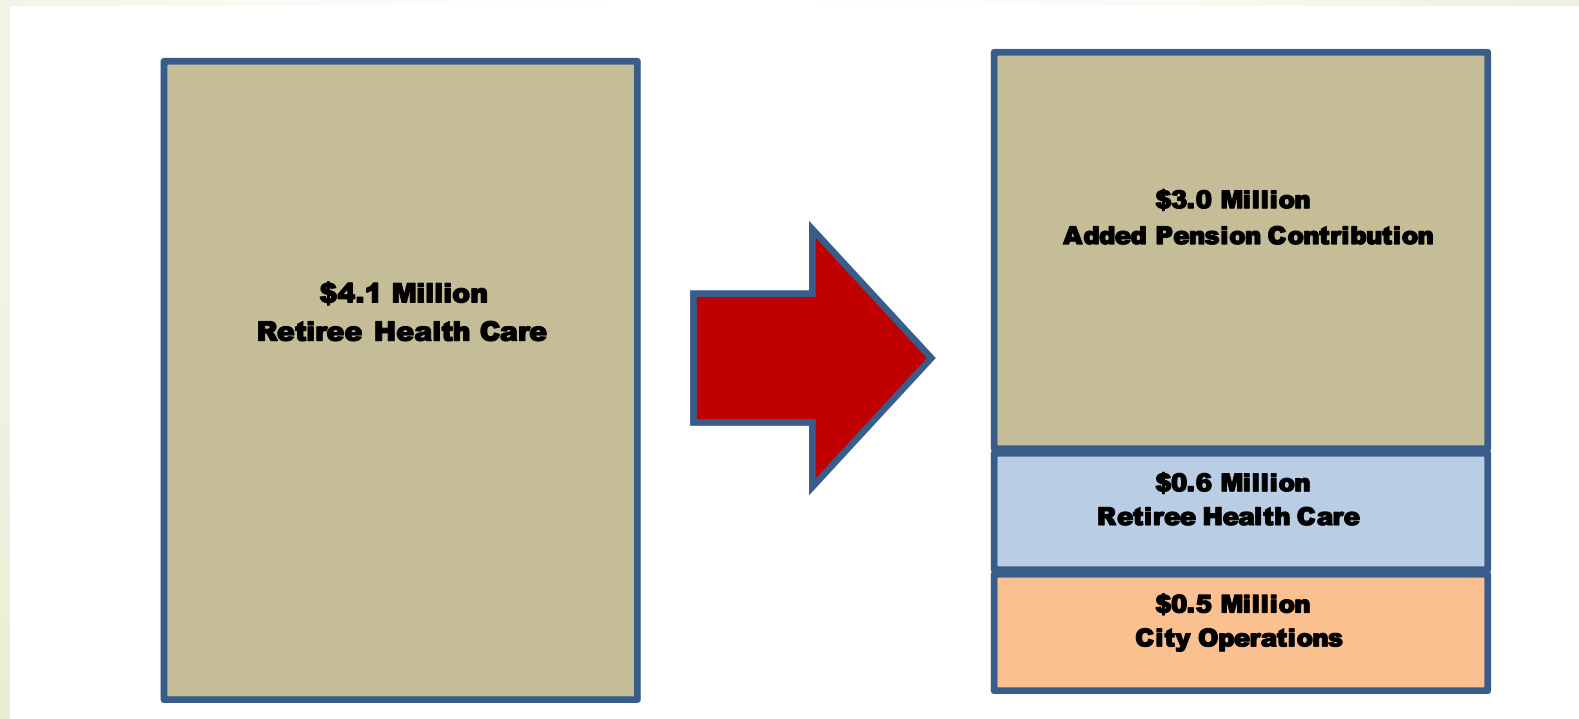 $4.1 Million
Retiree Health Care
$3.0 Million
Added Pension Contribution
$0.6 Million
Retiree Health Care
$0.5 Million
City Operations